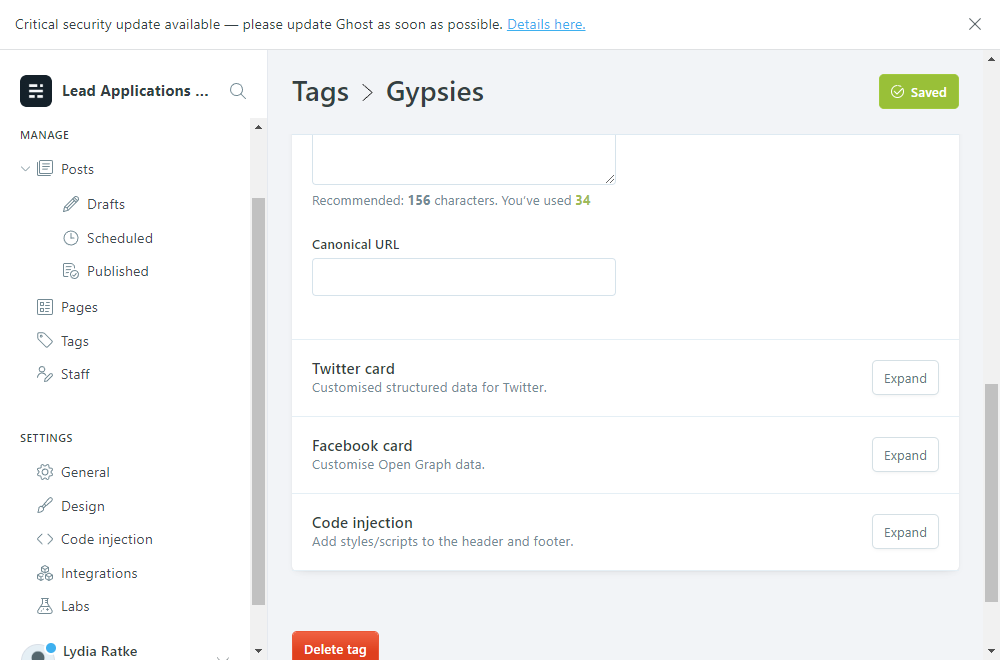 Critical security update available — please update Ghost as soon as possible. Details here.
Lead Applications ...
MANAGE
Posts
Drafts
Scheduled
Published
Pages
Tags
Staff
SETTINGS
General
Design
Code injection
Integrations
Labs
Lydia Ratke
Tags > Gypsies
Saved
Recommended: 156 characters. You've used 34
Canonical URL
Twitter card
Customised structured data for Twitter.
Expand
Facebook card
Customise Open Graph data.
Expand
Code injection
Add styles/scripts to the header and footer.
Expand
Delete tag